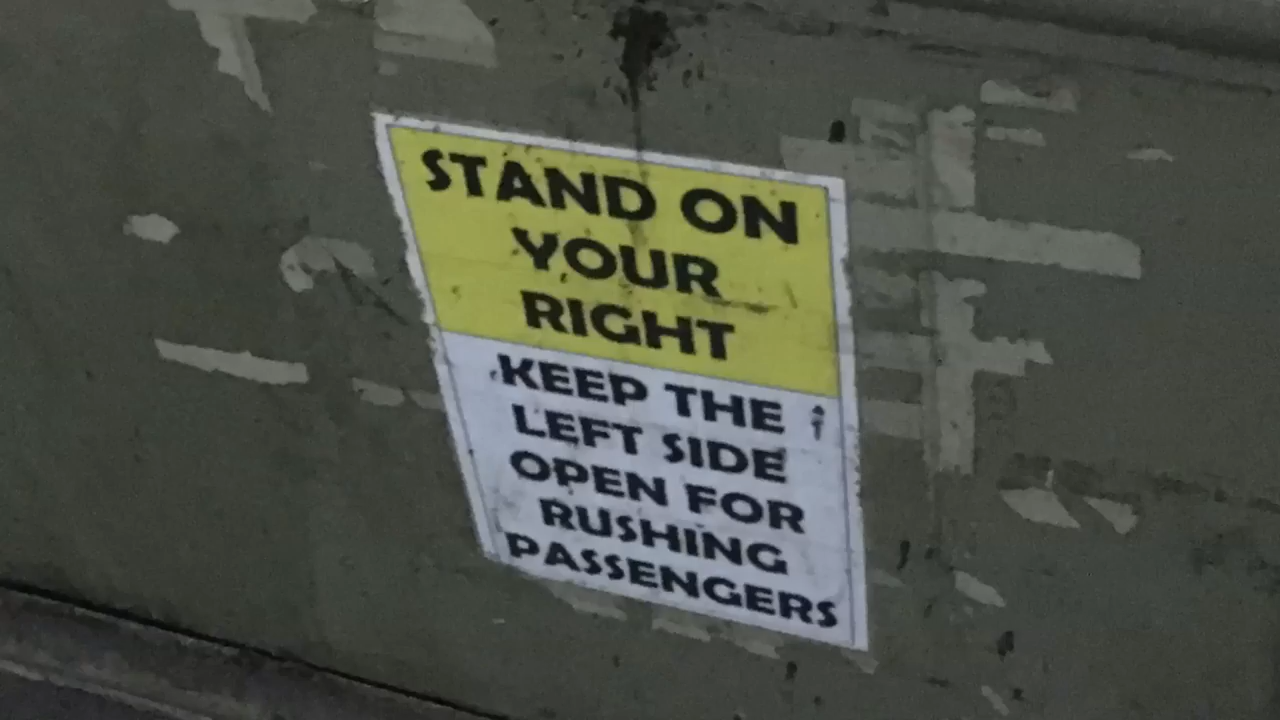 STAND ON
YOUR
RIGHT
KEEP THE
LEFT SIDE
OPEN FOR
RUSHING
PASSENGERS